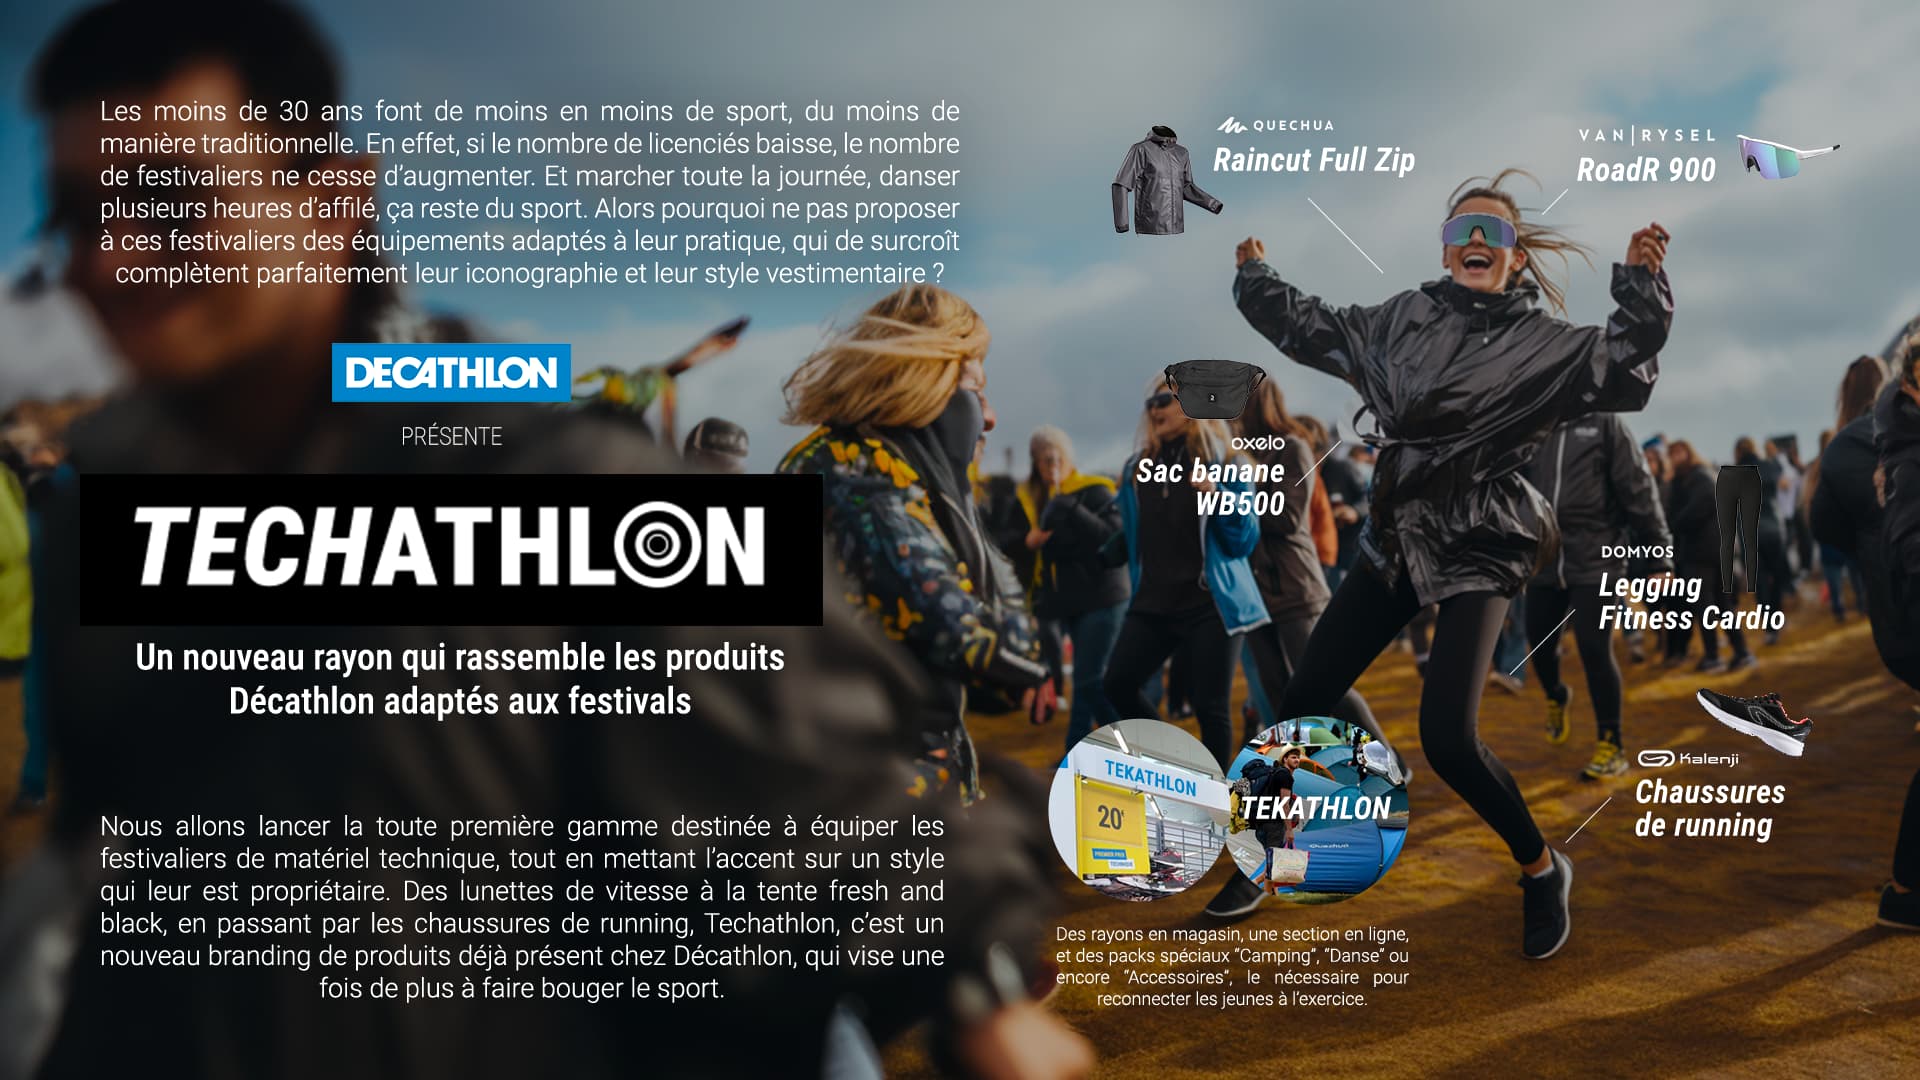 Les moins de 30 ans font de moins en moins de sport, du moins de
manière traditionnelle. En effet, si le nombre de licenciés baisse, le nombre
de festivaliers ne cesse d’augmenter. Et marcher toute la journée, danser
plusieurs heures d’affilé, ça reste du sport. Alors pourquoi ne pas proposer
à ces festivaliers des équipements adaptés à leur pratique, qui de surcroît
complètent parfaitement leur iconographie et leur style vestimentaire ?
DECATHLON
PRÉSENTE
TECHATHLON
Un nouveau rayon qui rassemble les produits
Décathlon adaptés aux festivals
Nous allons lancer la toute première gamme destinée à équiper les
festivaliers de matériel technique, tout en mettant l’accent sur un style
qui leur est propriétaire. Des lunettes de vitesse à la tente fresh and
black, en passant par les chaussures de running, Techathlon, c’est un
nouveau branding de produits déjà présent chez Décathlon, qui vise une
fois de plus à faire bouger le sport.
QUECHUA
Raincut Full Zip
VAN RYSEL
RoadR 900
oxelo
Sac banane
WB500
DOMYOS
Legging
Fitness Cardio
Kalenji
Chaussures
de running
TEKATHLON
20€
PREMIER PRIX
TECHNIQUE
TEKATHLON
Quechua
Des rayons en magasin, une section en ligne,
et des packs spéciaux “Camping”, “Danse” ou
encore “Accessoires”, le nécessaire pour
reconnecter les jeunes à l’exercice.